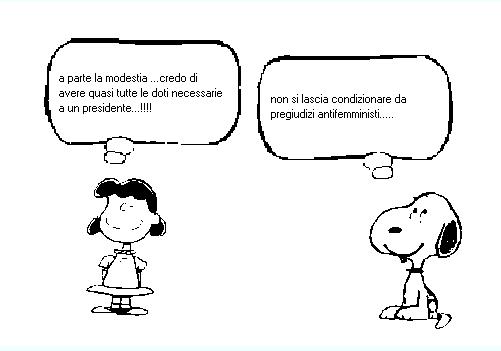 a parte la modestia ...credo di
avere quasi tutte le doti necessarie
a un presidente...!!!!
non si lascia condizionare da
pregiudizi antifemministi.....